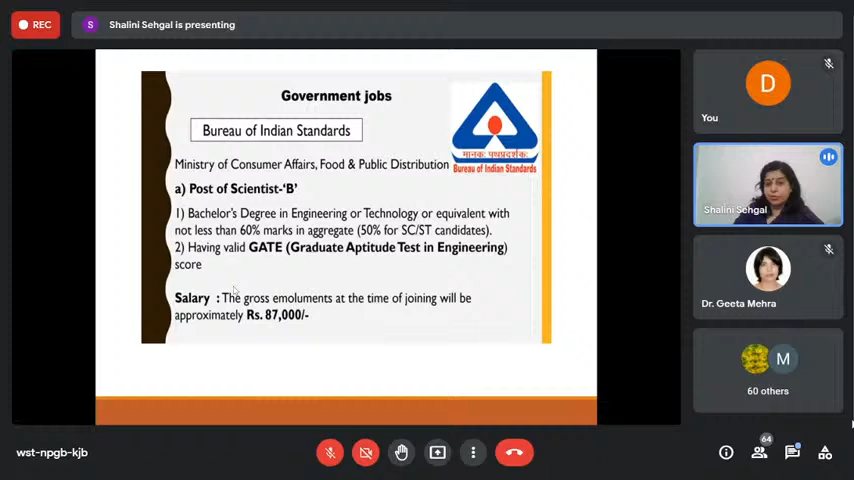 REC
S
Shalini Sehgal is presenting
Government jobs
Bureau of Indian Standards
मानकः पथप्रदर्शकः
Bureau of Indian Standards
Ministry of Consumer Affairs, Food & Public Distribution
a) Post of Scientist-'B'
1) Bachelor's Degree in Engineering or Technology or equivalent with
not less than 60% marks in aggregate (50% for SC/ST candidates).
2) Having valid GATE (Graduate Aptitude Test in Engineering)
score
Salary : The gross emoluments at the time of joining will be
approximately Rs. 87,000/-
D
You
Shalini Sehgal
Dr. Geeta Mehra
M
60 others
wst-npgb-kjb
64